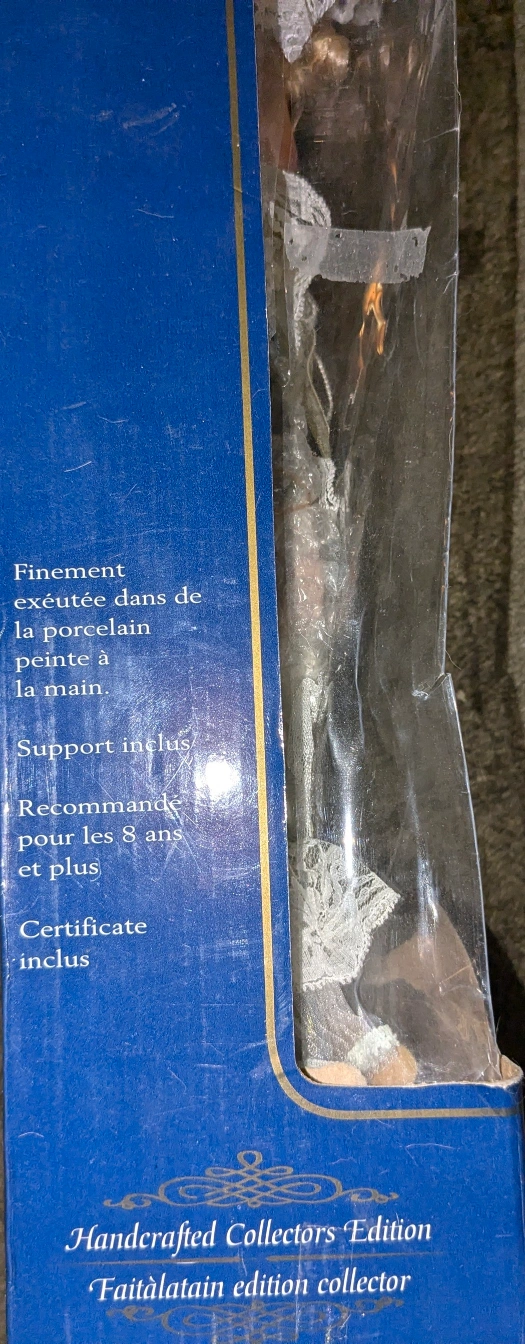 Finement
exéutée dans de
la porcelain
peinte à
la main.
Support inclus
Recommandé
pour les 8 ans
et plus
Certificate
inclus
Handcrafted Collectors Edition
Faitàlatain edition collector